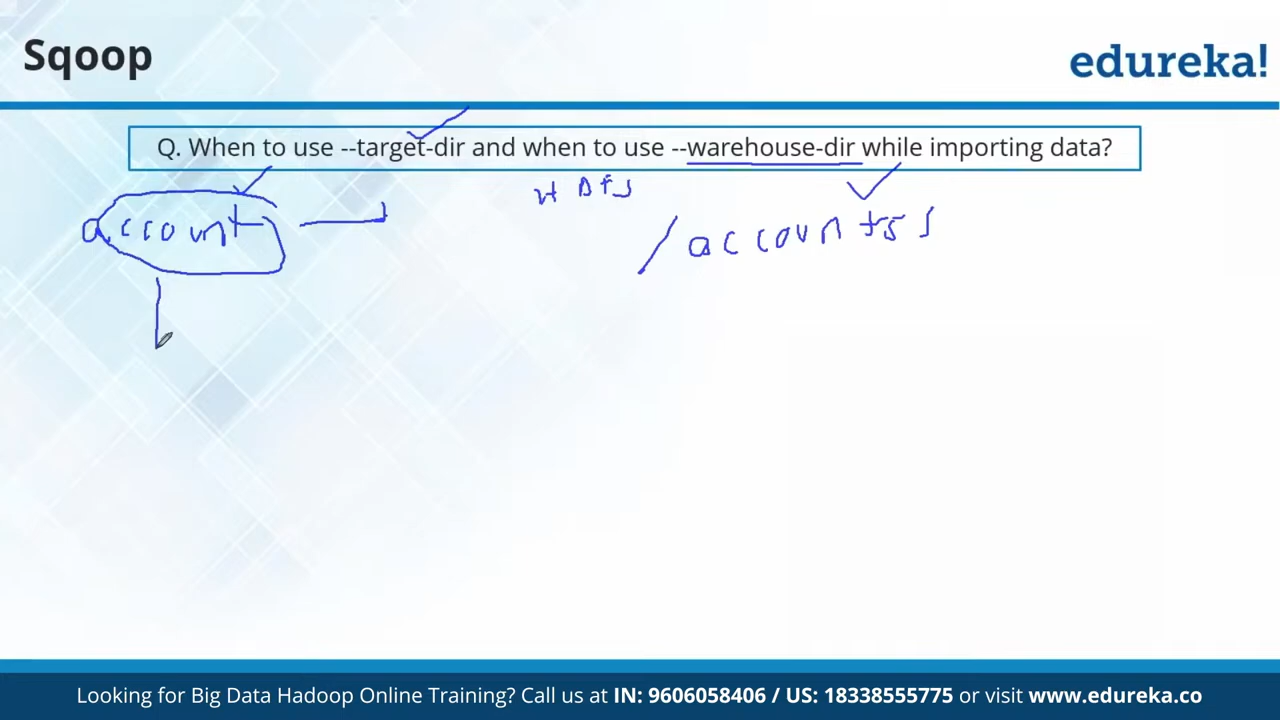 Sqoop
edureka!
Q. When to use --target-dir and when to use --warehouse-dir while importing data?
HDFS
account
/accounts
Looking for Big Data Hadoop Online Training? Call us at IN: 9606058406 / US: 18338555775 or visit www.edureka.co